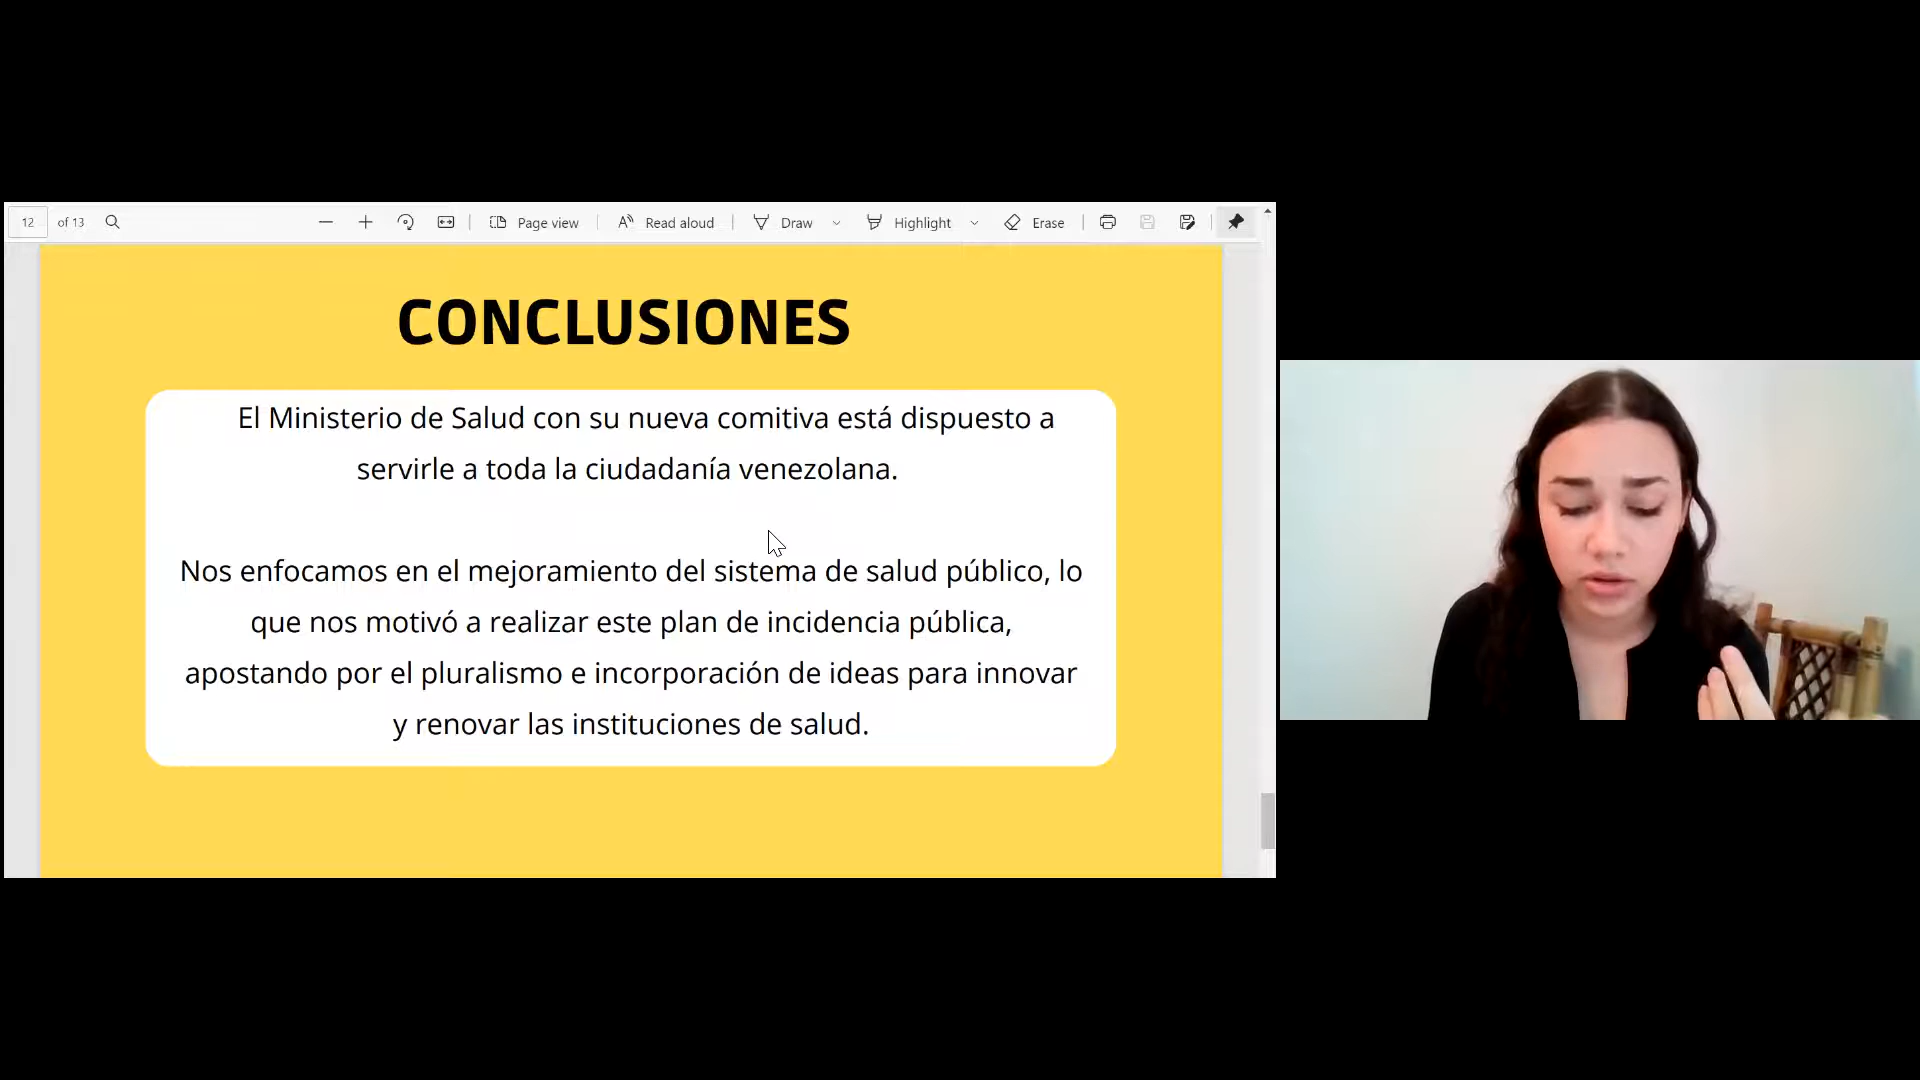 12 of 13 Page view Read aloud Draw Highlight Erase
CONCLUSIONES
El Ministerio de Salud con su nueva comitiva está dispuesto a
servirle a toda la ciudadanía venezolana.
Nos enfocamos en el mejoramiento del sistema de salud público, lo
que nos motivó a realizar este plan de incidencia pública,
apostando por el pluralismo e incorporación de ideas para innovar
y renovar las instituciones de salud.